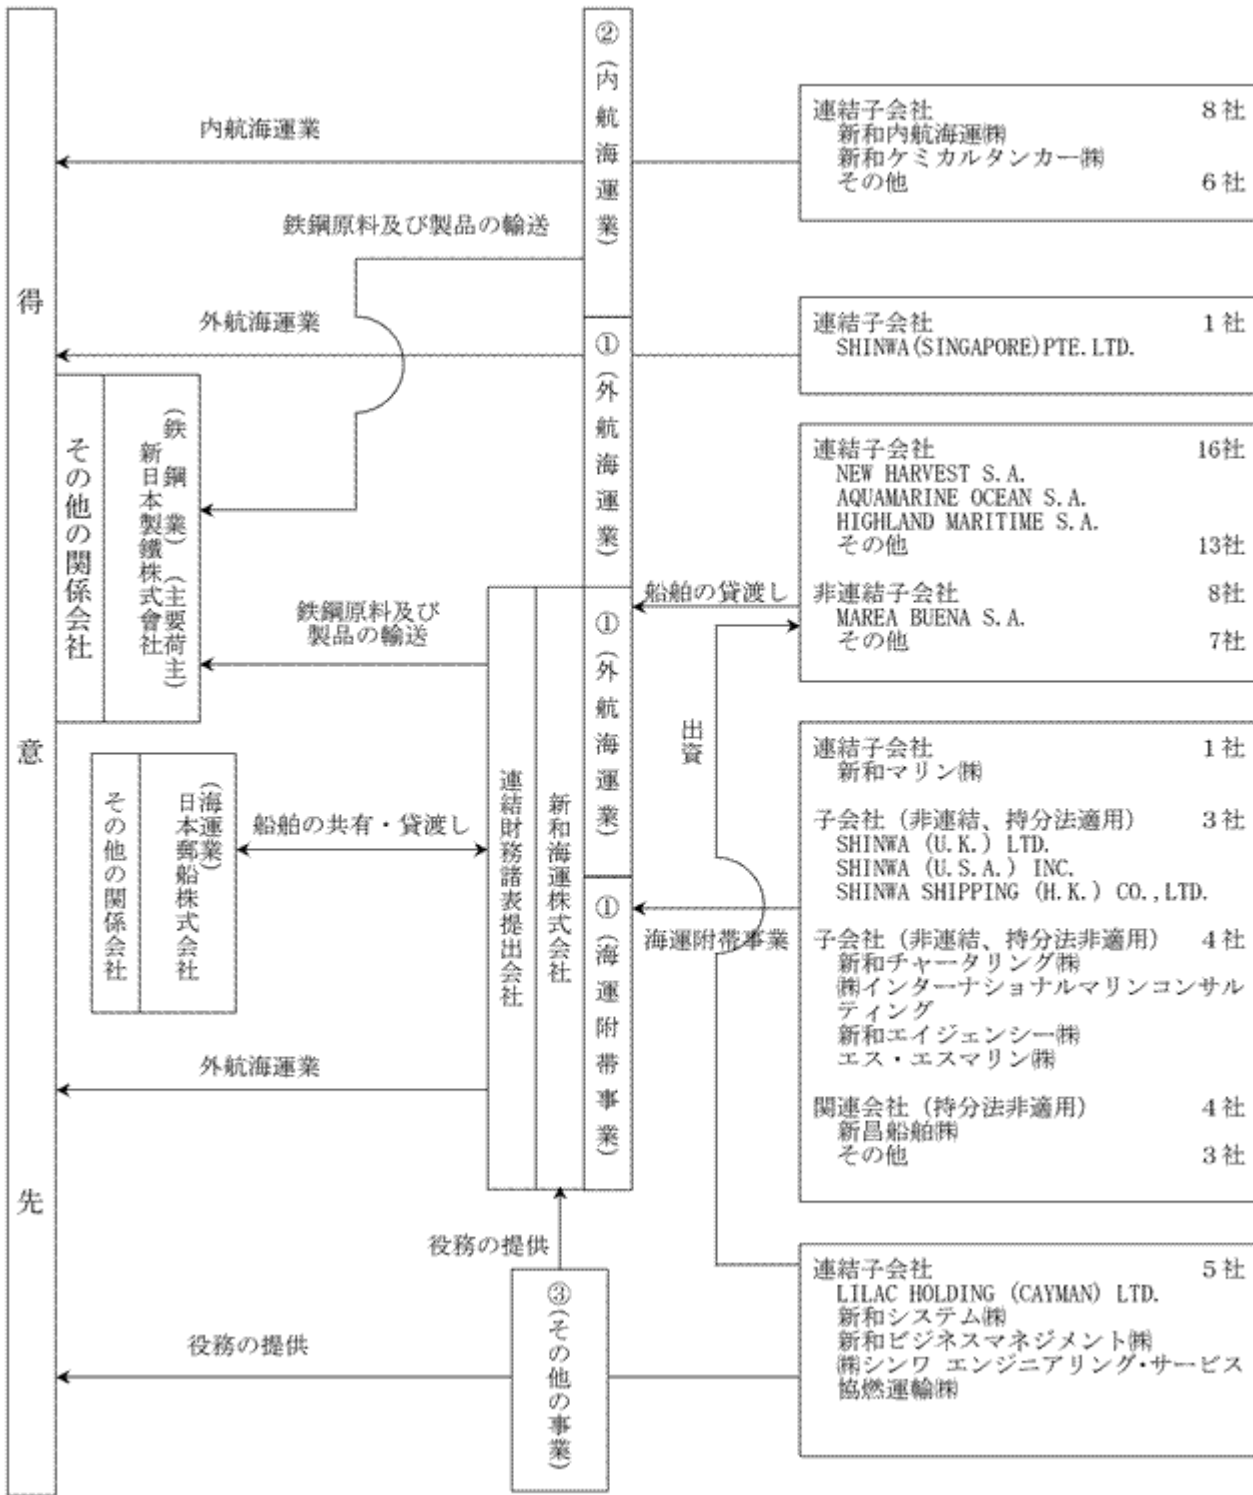 得意先
内航海運業
鉄鋼原料及び製品の輸送
外航海運業
その他の関係会社
(鉄鋼業)(主要荷主)
新日本製鐵株式會社
鉄鋼原料及び
製品の輸送
その他の関係会社
(海運業)
日本郵船株式会社
船舶の共有・貸渡し
外航海運業
役務の提供
役務の提供
②(内航海運業)
①(外航海運業)
①(外航海運業)
①(海運附帯事業)
新和海運株式会社
連結財務諸表提出会社
③(その他の事業)
船舶の貸渡し
出資
海運附帯事業
連結子会社 8社
新和内航海運㈱
新和ケミカルタンカー㈱
その他 6社
連結子会社 1社
SHINWA(SINGAPORE)PTE.LTD.
連結子会社 16社
NEW HARVEST S.A.
AQUAMARINE OCEAN S.A.
HIGHLAND MARITIME S.A.
その他 13社
非連結子会社 8社
MAREA BUENA S.A.
その他 7社
連結子会社 1社
新和マリン㈱
子会社(非連結、持分法適用) 3社
SHINWA (U.K.) LTD.
SHINWA (U.S.A.) INC.
SHINWA SHIPPING (H.K.) CO.,LTD.
子会社(非連結、持分法非適用) 4社
新和チャータリング㈱
㈱インターナショナルマリンコンサル
ティング
新和エイジェンシー㈱
エス・エスマリン㈱
関連会社(持分法非適用) 4社
新昌船舶㈱
その他 3社
連結子会社 5社
LILAC HOLDING (CAYMAN) LTD.
新和システム㈱
新和ビジネスマネジメント㈱
㈱シンワ エンジニアリング・サービス
協燃運輸㈱